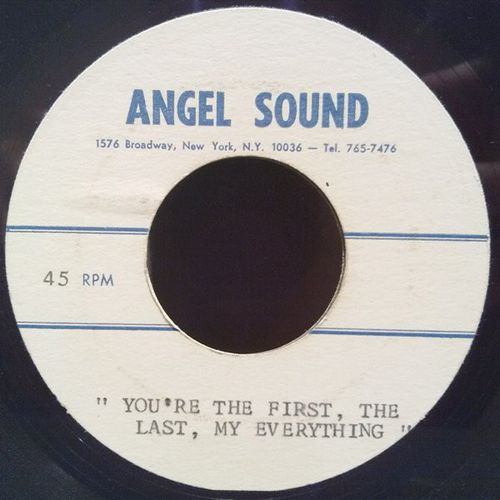 ANGEL SOUND
1576 Broadway, New York, N.Y. 10036 — Tel. 765-7476
45 RPM
" YOU'RE THE FIRST, THE
LAST, MY EVERYTHING "